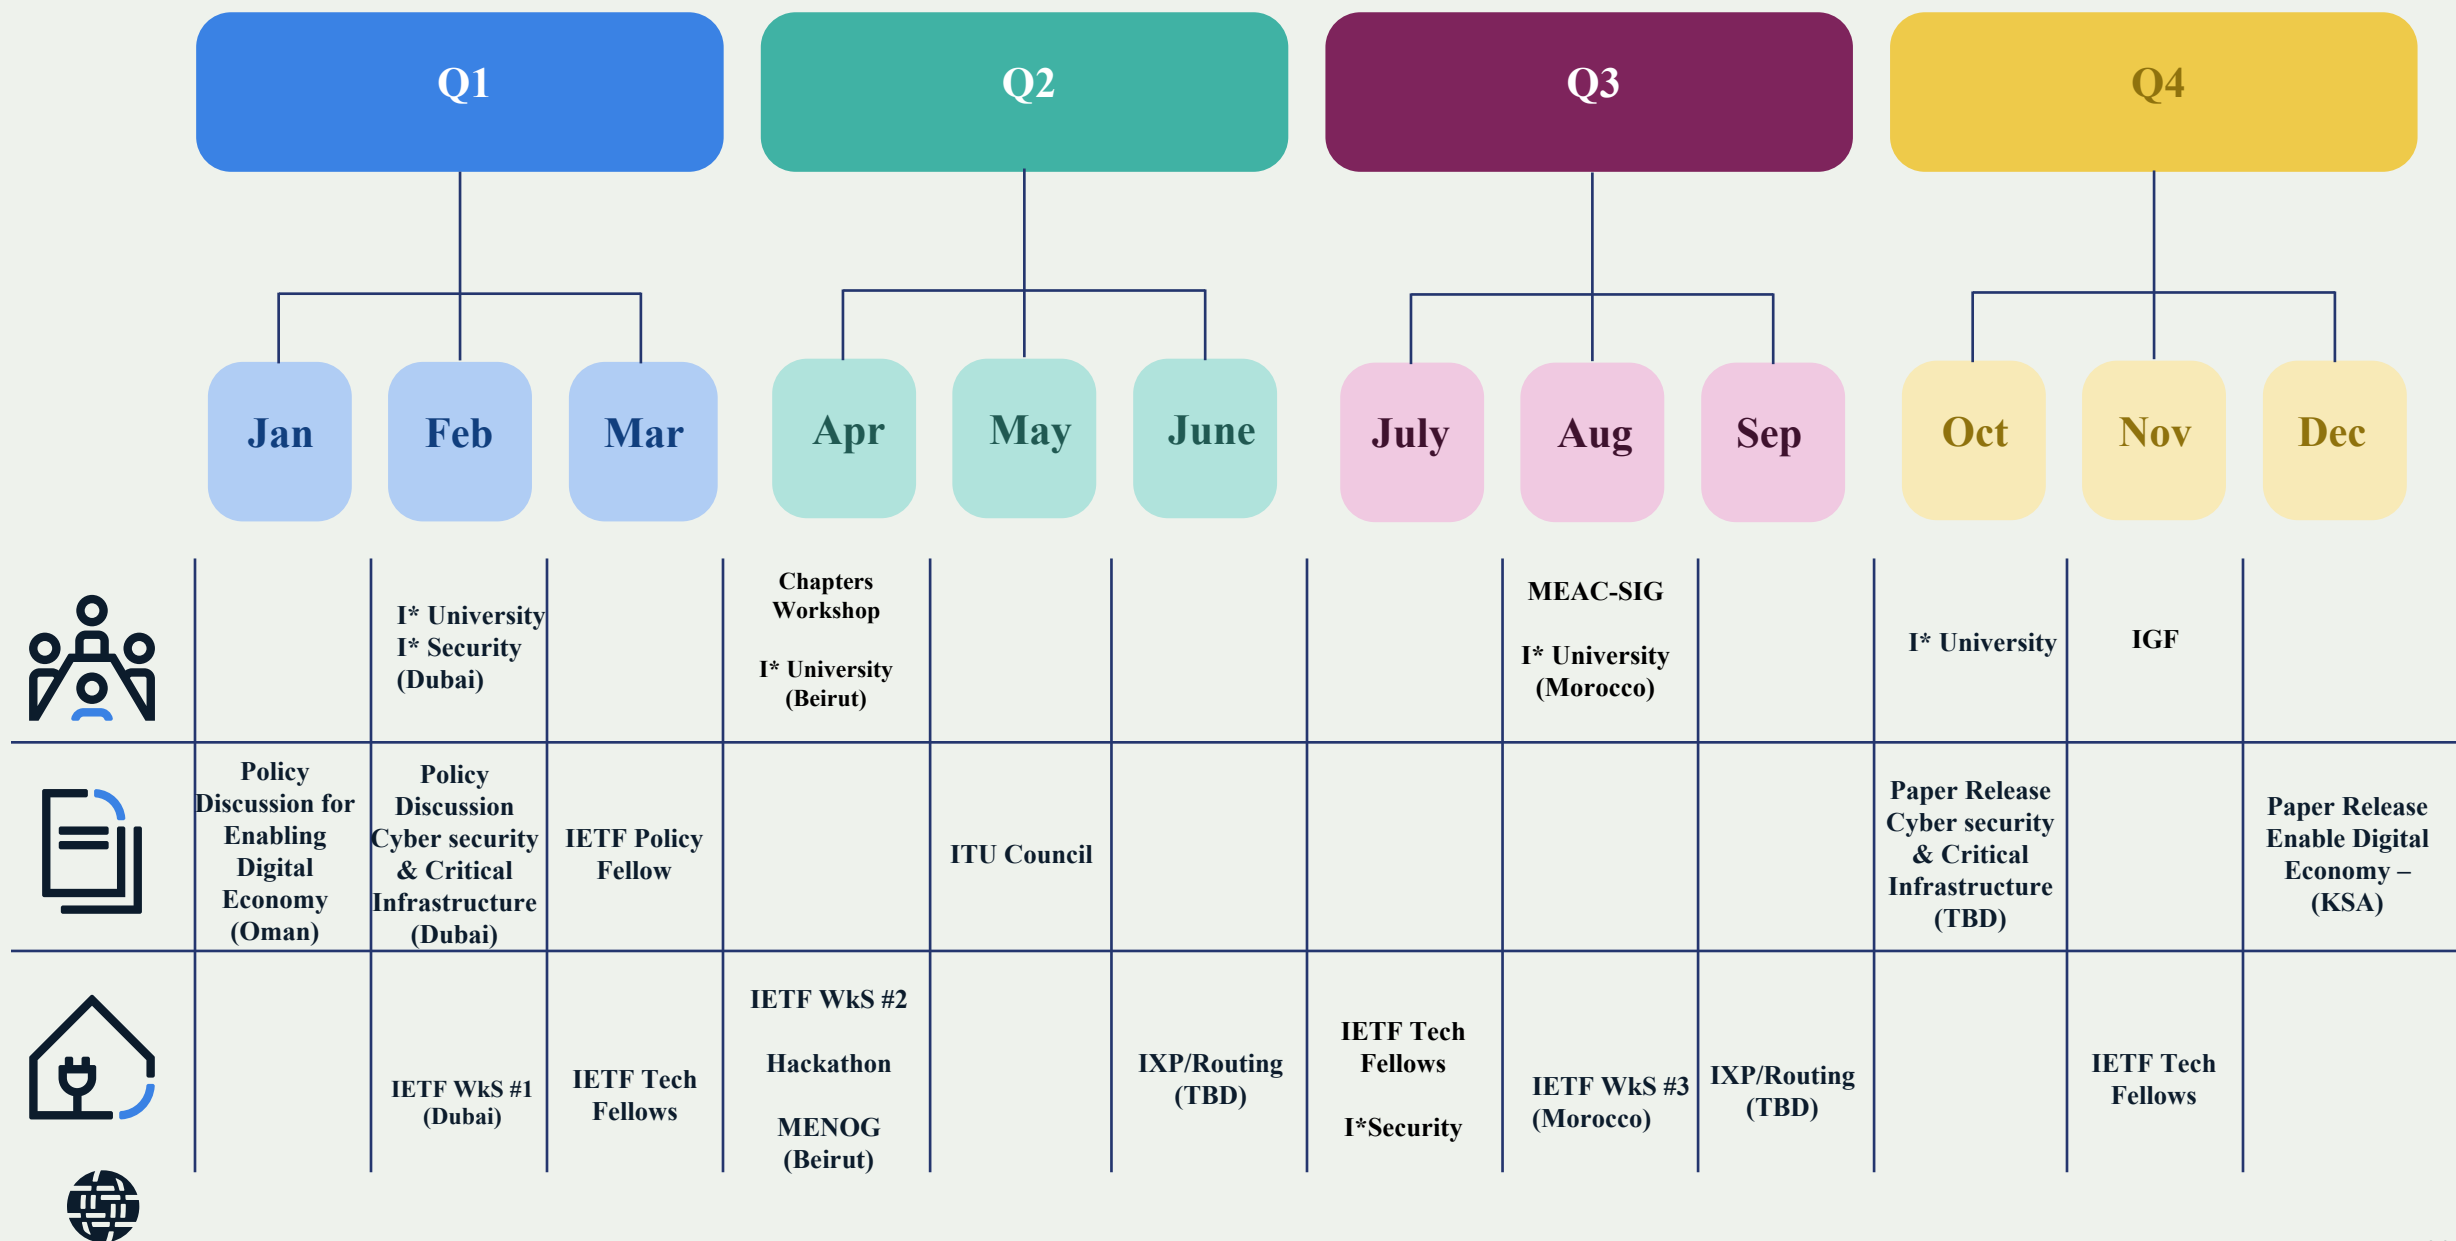 Q1
Q2
Q3
Q4
Jan
Feb
Mar
Apr
May
June
July
Aug
Sep
Oct
Nov
Dec
I* University
I* Security
(Dubai)
Chapters
Workshop
I* University
(Beirut)
MEAC-SIG
I* University
(Morocco)
I* University
IGF
Policy
Discussion for
Enabling
Digital
Economy
(Oman)
Policy
Discussion
Cyber security
& Critical
Infrastructure
(Dubai)
IETF Policy
Fellow
ITU Council
Paper Release
Cyber security
& Critical
Infrastructure
(TBD)
Paper Release
Enable Digital
Economy –
(KSA)
IETF WkS #1
(Dubai)
IETF Tech
Fellows
IETF WkS #2
Hackathon
MENOG
(Beirut)
IXP/Routing
(TBD)
IETF Tech
Fellows
I*Security
IETF WkS #3
(Morocco)
IXP/Routing
(TBD)
IETF Tech
Fellows